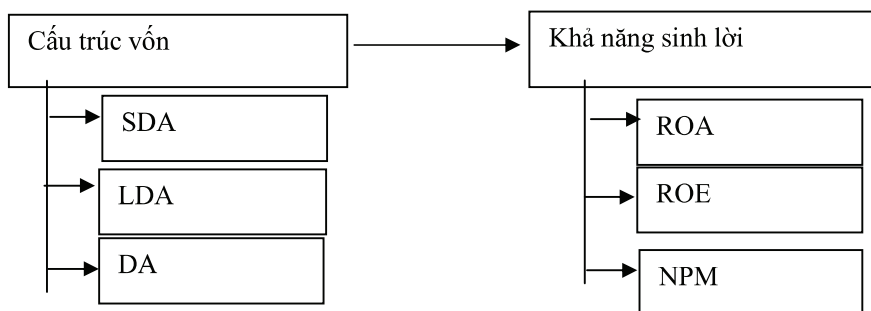 Cấu trúc vốn
Khả năng sinh lời
SDA
ROA
LDA
ROE
DA
NPM